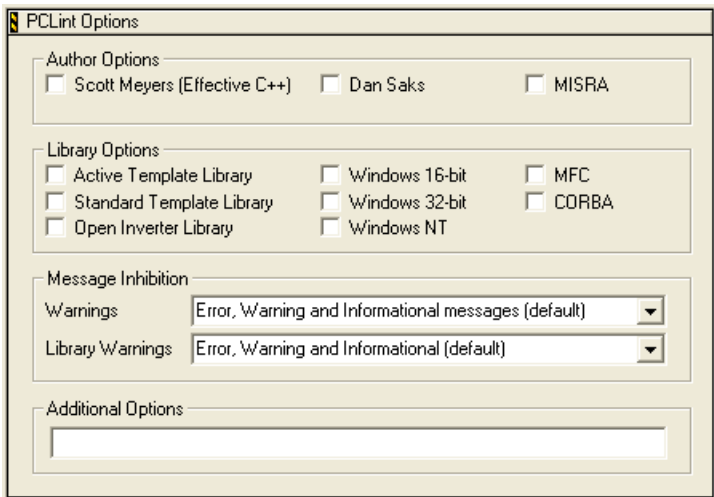 PCLint Options
Author Options
Scott Meyers (Effective C++) Dan Saks MISRA
Library Options
Active Template Library Windows 16-bit MFC
Standard Template Library Windows 32-bit CORBA
Open Inverter Library Windows NT
Message Inhibition
Warnings Error, Warning and Informational messages (default)
Library Warnings Error, Warning and Informational (default)
Additional Options